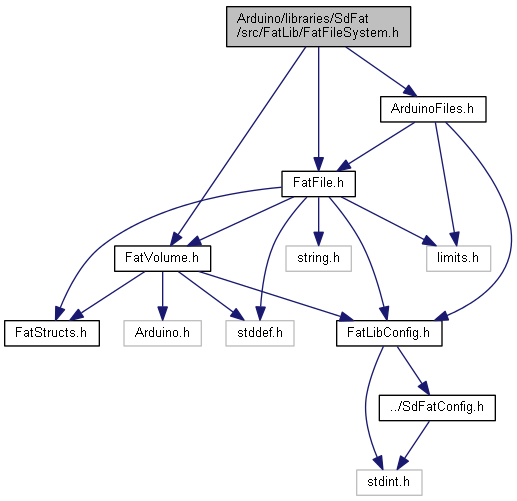 Arduino/libraries/SdFat
/src/FatLib/FatFileSystem.h
ArduinoFiles.h
FatFile.h
FatVolume.h
string.h
limits.h
FatStructs.h
Arduino.h
stddef.h
FatLibConfig.h
../SdFatConfig.h
stdint.h